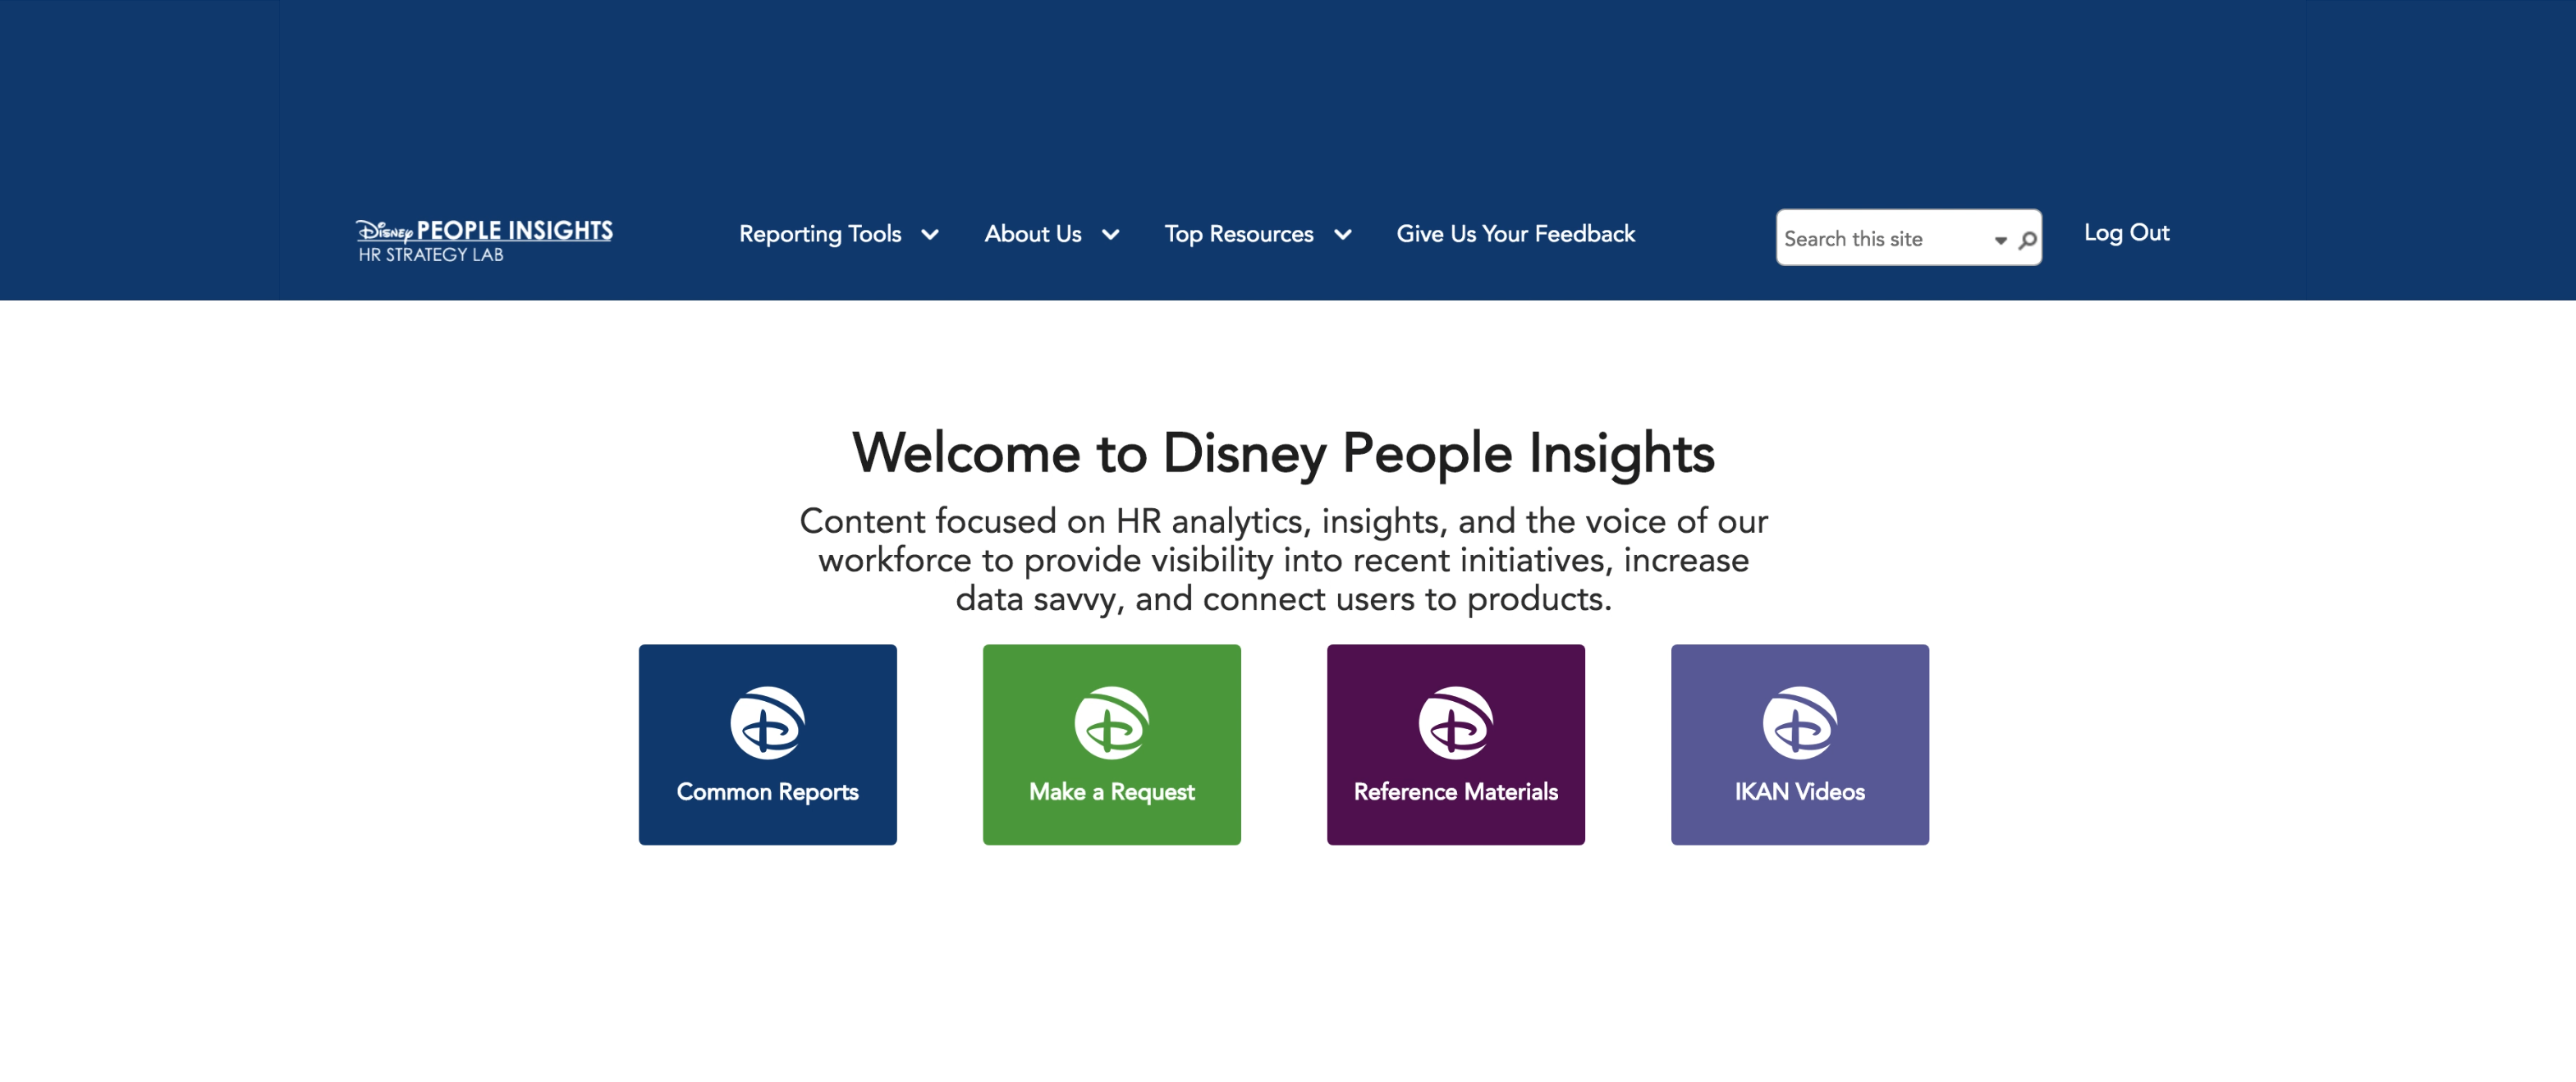 Disney PEOPLE INSIGHTS
HR STRATEGY LAB
Reporting Tools
About Us
Top Resources
Give Us Your Feedback
Search this site
Log Out
Welcome to Disney People Insights
Content focused on HR analytics, insights, and the voice of our
workforce to provide visibility into recent initiatives, increase
data savvy, and connect users to products.
Common Reports
Make a Request
Reference Materials
IKAN Videos